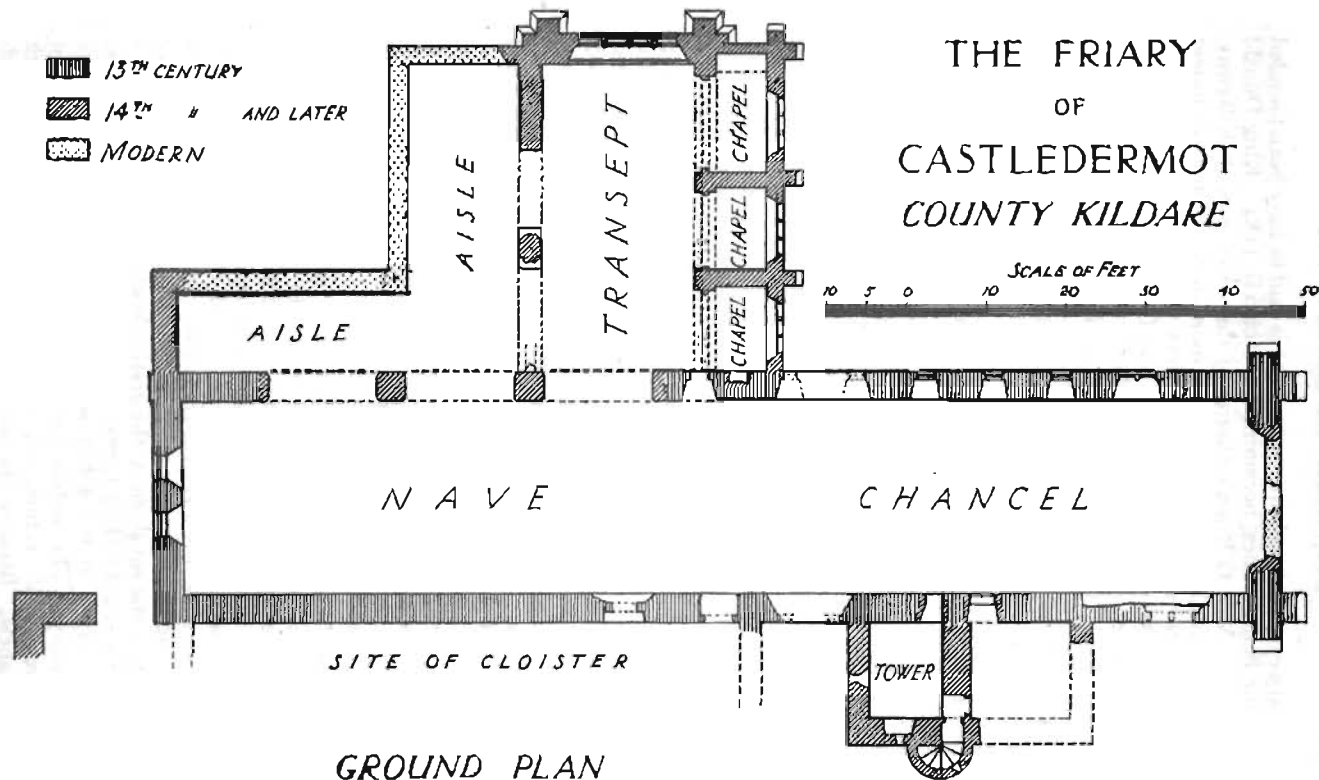 13TH CENTURY
14TH " AND LATER
MODERN
THE FRIARY
OF
CASTLEDERMOT
COUNTY KILDARE
SCALE OF FEET
10 5 0 10 20 30 40 50
AISLE
TRANSEPT
CHAPEL
CHAPEL
CHAPEL
AISLE
NAVE
CHANCEL
SITE OF CLOISTER
TOWER
GROUND PLAN